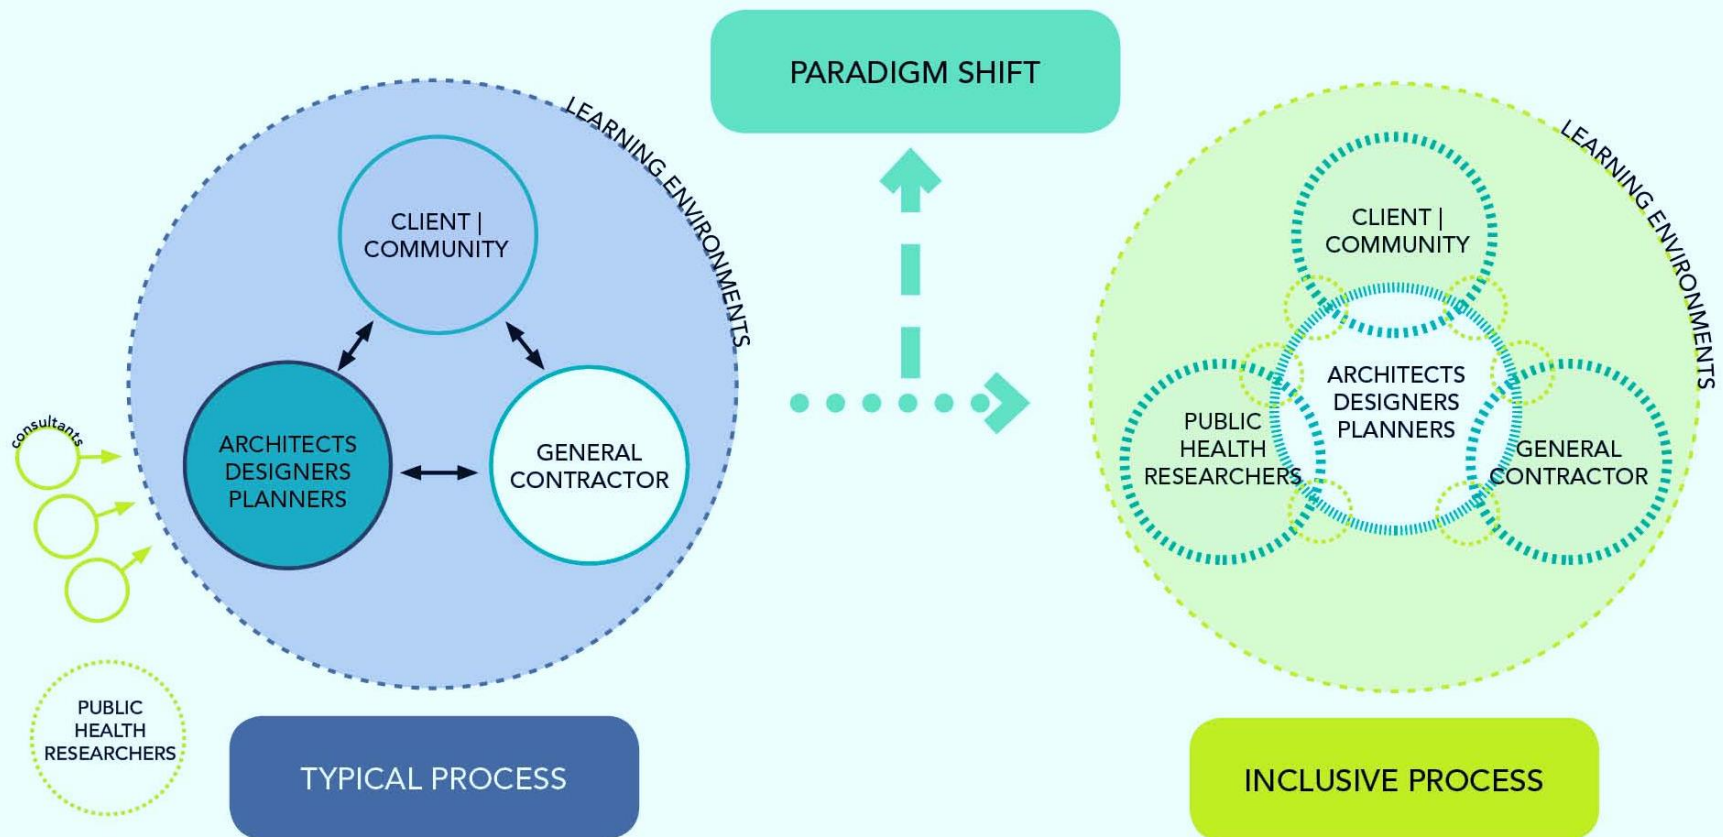 PARADIGM SHIFT
LEARNING ENVIRONMENTS
CLIENT |
COMMUNITY
ARCHITECTS
DESIGNERS
PLANNERS
GENERAL
CONTRACTOR
consultants
PUBLIC
HEALTH
RESEARCHERS
TYPICAL PROCESS
LEARNING ENVIRONMENTS
CLIENT |
COMMUNITY
ARCHITECTS
DESIGNERS
PLANNERS
PUBLIC
HEALTH
RESEARCHERS
GENERAL
CONTRACTOR
INCLUSIVE PROCESS